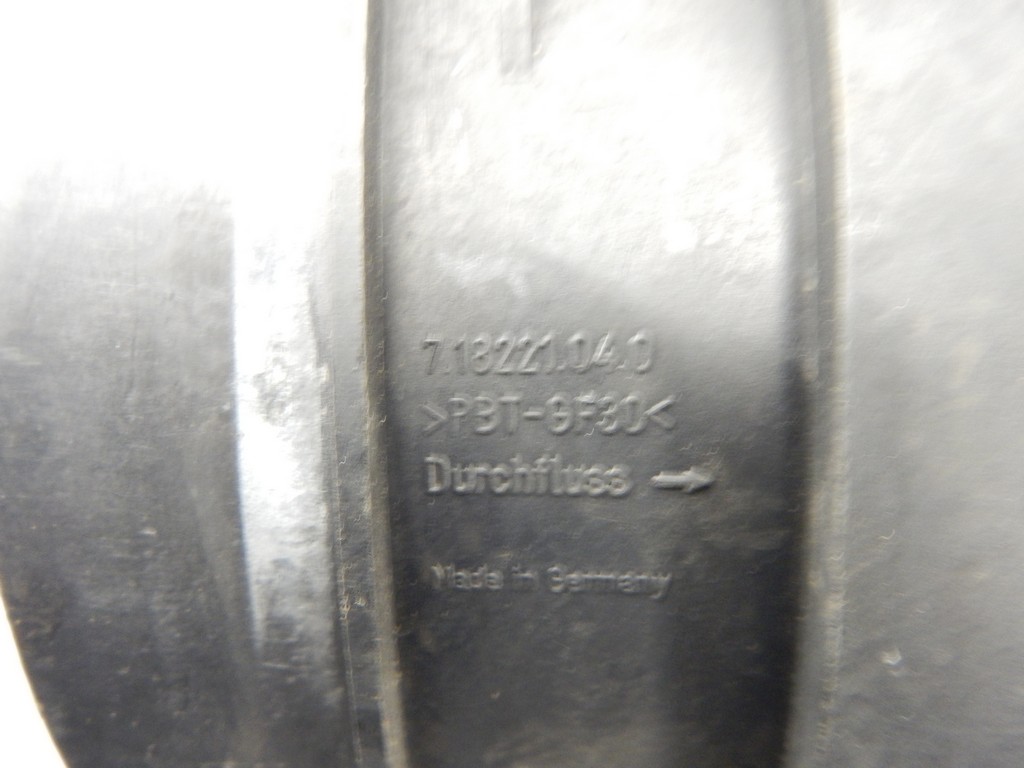 7.18221.04.0
>PBT-GF30<
Durchfluss →
Made in Germany